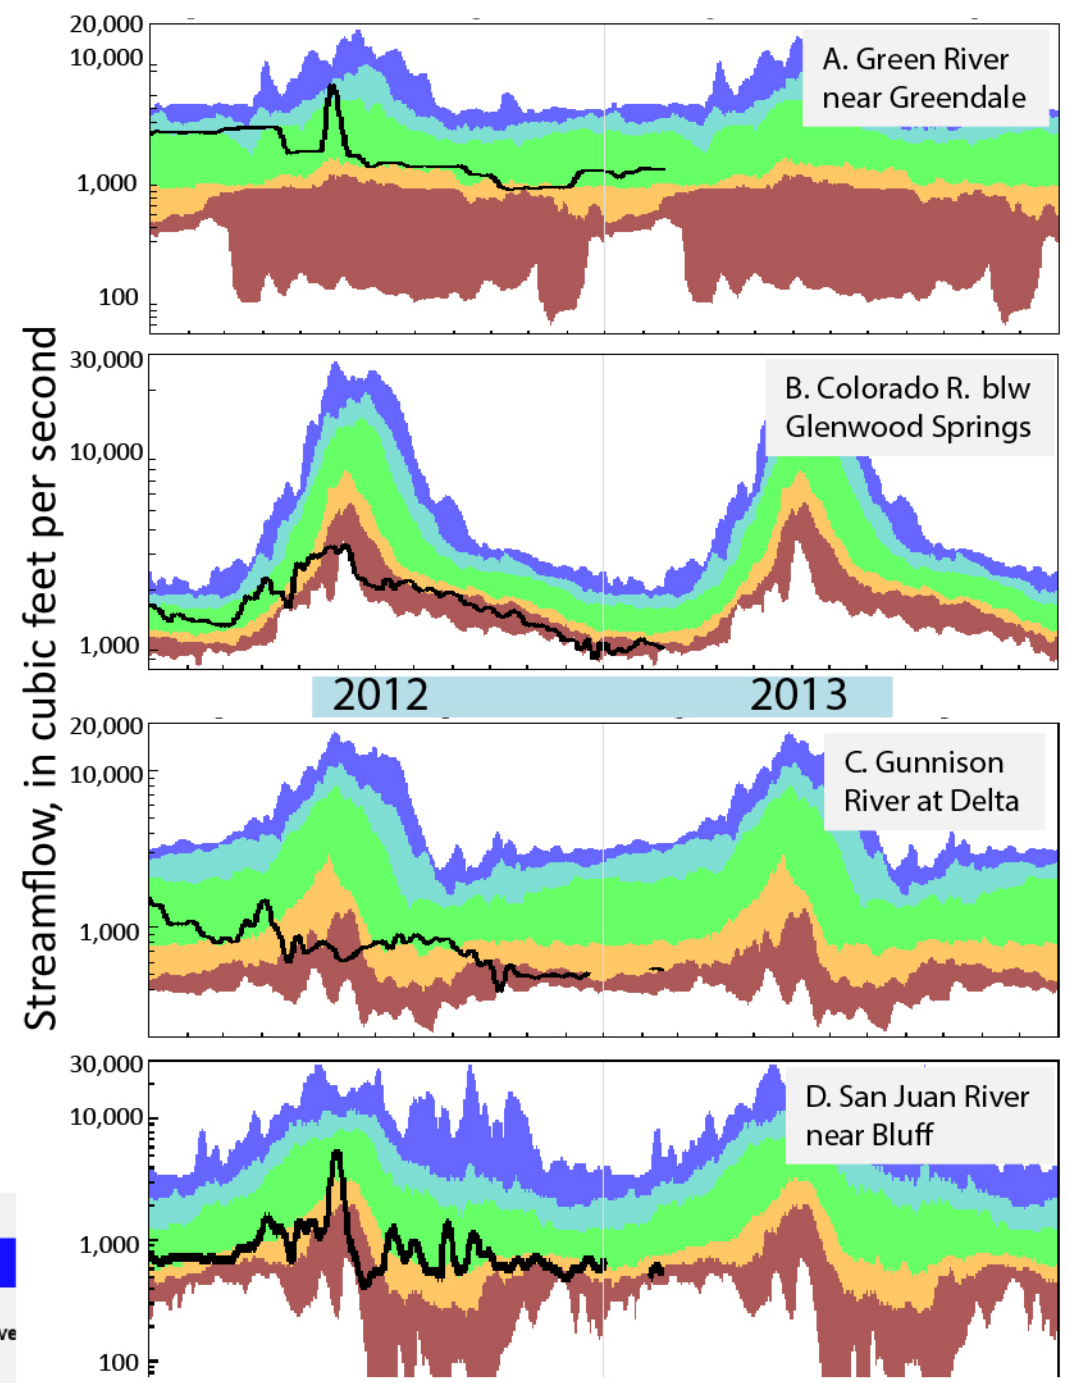 Streamflow, in cubic feet per second
20,000
10,000
1,000
100
A. Green River
near Greendale
30,000
10,000
1,000
B. Colorado R. blw
Glenwood Springs
2012 2013
20,000
10,000
1,000
C. Gunnison
River at Delta
30,000
10,000
1,000
100
D. San Juan River
near Bluff
ve